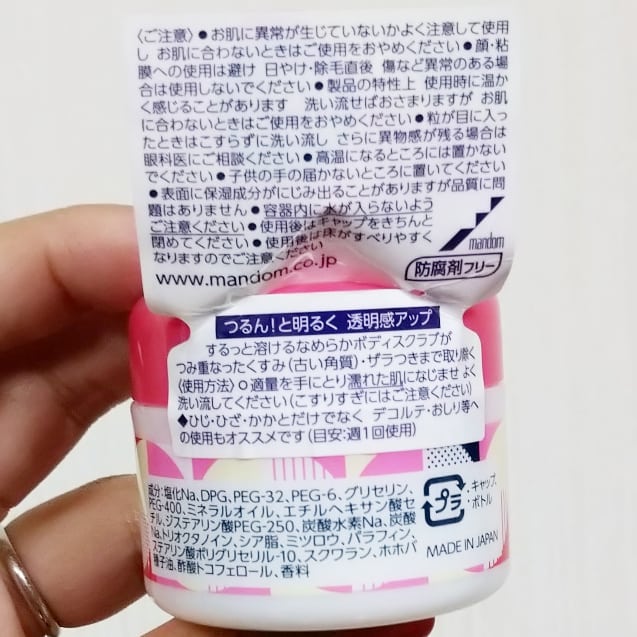 〈ご注意〉●お肌に異常が生じていないかよく注意して使用
し お肌に合わないときはご使用をおやめください●顔・粘
膜への使用は避け 日やけ・除毛直後 傷など異常のある場
合は使用しないでください●製品の特性上 使用時に温か
く感じることがあります 洗い流せばおさまりますが お肌
に合わないときはご使用をおやめください●粒が目に入っ
たときはこすらずに洗い流し さらに異物感が残る場合は
眼科医にご相談ください●高温になるところには置かない
でください●子供の手の届かないところに置いてください
●表面に保湿成分がにじみ出ることがありますが品質に問
題はありません●容器内に水が入らないよう
ご注意ください●使用後はキャップをきちんと
閉めてください●使用後は床がすべりやすく
なりますのでご注意ください
mandom
www.mandom.co.jp
防腐剤フリー
つるん!と明るく 透明感アップ
するっと溶けるなめらかボディスクラブが
つみ重なったくすみ(古い角質)・ザラつきまで取り除く
〈使用方法〉○適量を手にとり濡れた肌になじませ よく
洗い流してください(こすりすぎにはご注意ください)
◆ひじ・ひざ・かかとだけでなく デコルテ・おしり等へ
の使用もオススメです(目安:週1回使用)
成分:塩化Na、DPG、PEG-32、PEG-6、グリセリン、
PEG-400、ミネラルオイル、エチルヘキサン酸セ
チル、ジステアリン酸PEG-250、炭酸水素Na、炭酸
Na、トリオクタノイン、シア脂、ミツロウ、パラフィン、
ステアリン酸ポリグリセリル-10、スクワラン、ホホバ
種子油、酢酸トコフェロール、香料
プラ
キャップ・
ボトル
MADE IN JAPAN